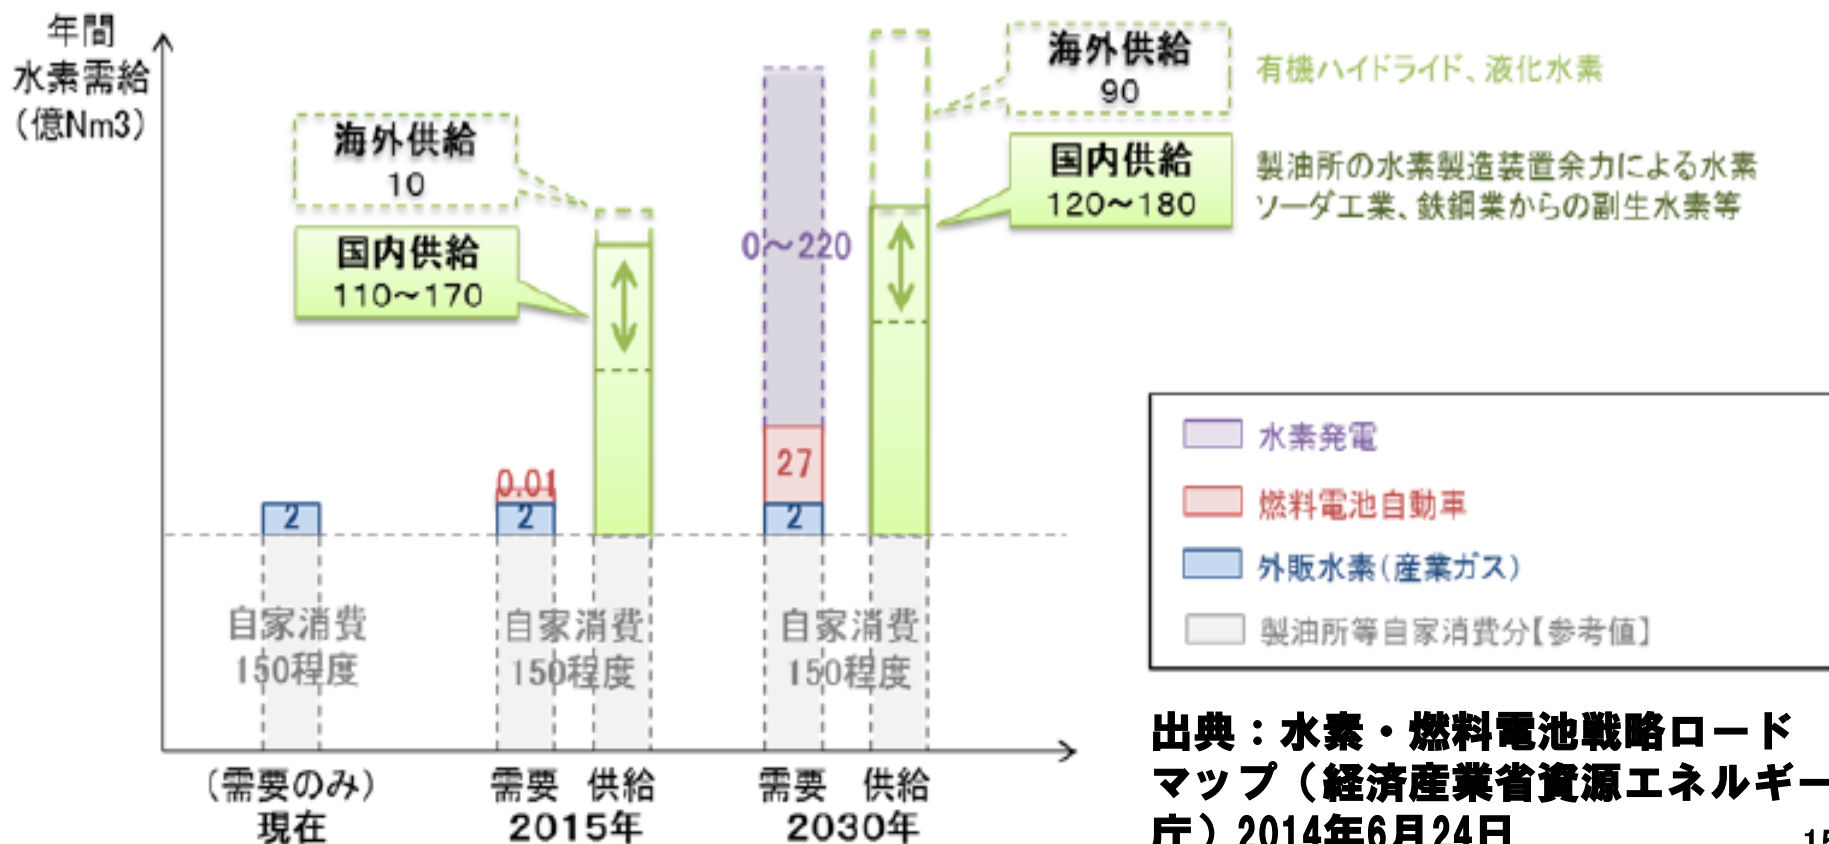 年間
水素需給
（億Nm3）
海外供給
10
国内供給
110～170
海外供給
90
有機ハイドライド、液化水素
国内供給
120～180
製油所の水素製造装置余力による水素
ソーダ工業、鉄鋼業からの副生水素等
0～220
27
0.01
2
2
2
自家消費
150程度
自家消費
150程度
自家消費
150程度
水素発電
燃料電池自動車
外販水素（産業ガス）
製油所等自家消費分【参考値】
（需要のみ）
現在
需要 供給
2015年
需要 供給
2030年
出典：水素・燃料電池戦略ロード
マップ（経済産業省資源エネルギー
庁）2014年6月24日
15